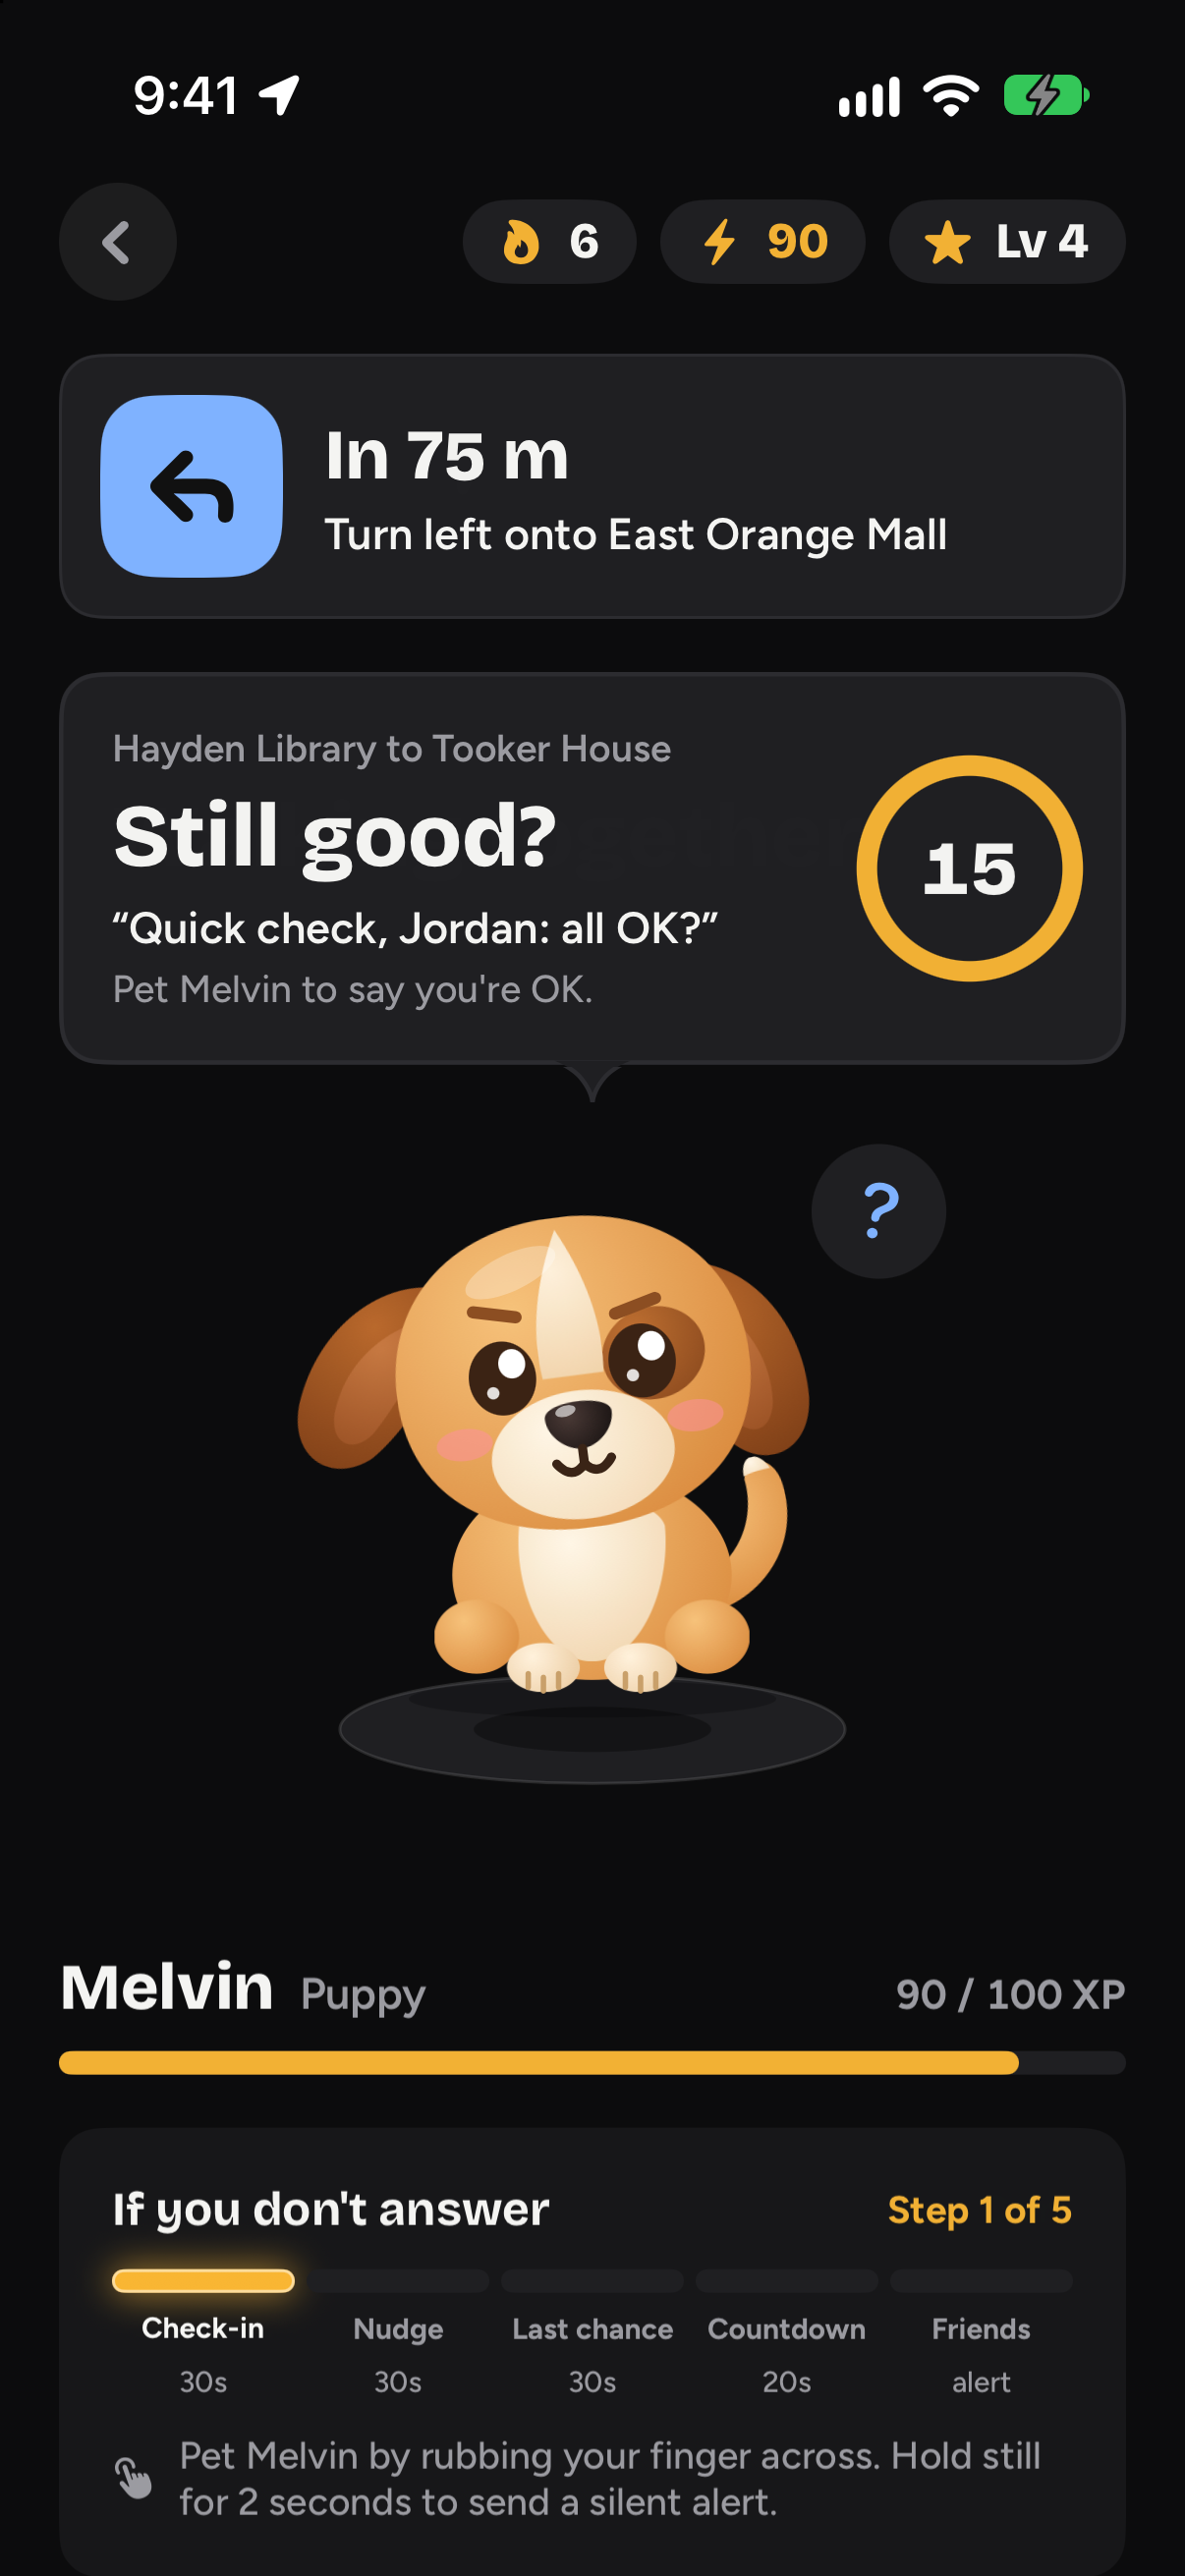 9:41
6
90
Lv 4
In 75 m
Turn left onto East Orange Mall
Hayden Library to Tooker House
Still good?
15
“Quick check, Jordan: all OK?”
Pet Melvin to say you're OK.
?
Melvin Puppy
90 / 100 XP
If you don't answer
Step 1 of 5
Check-in Nudge Last chance Countdown Friends
30s 30s 30s 20s alert
Pet Melvin by rubbing your finger across. Hold still
for 2 seconds to send a silent alert.